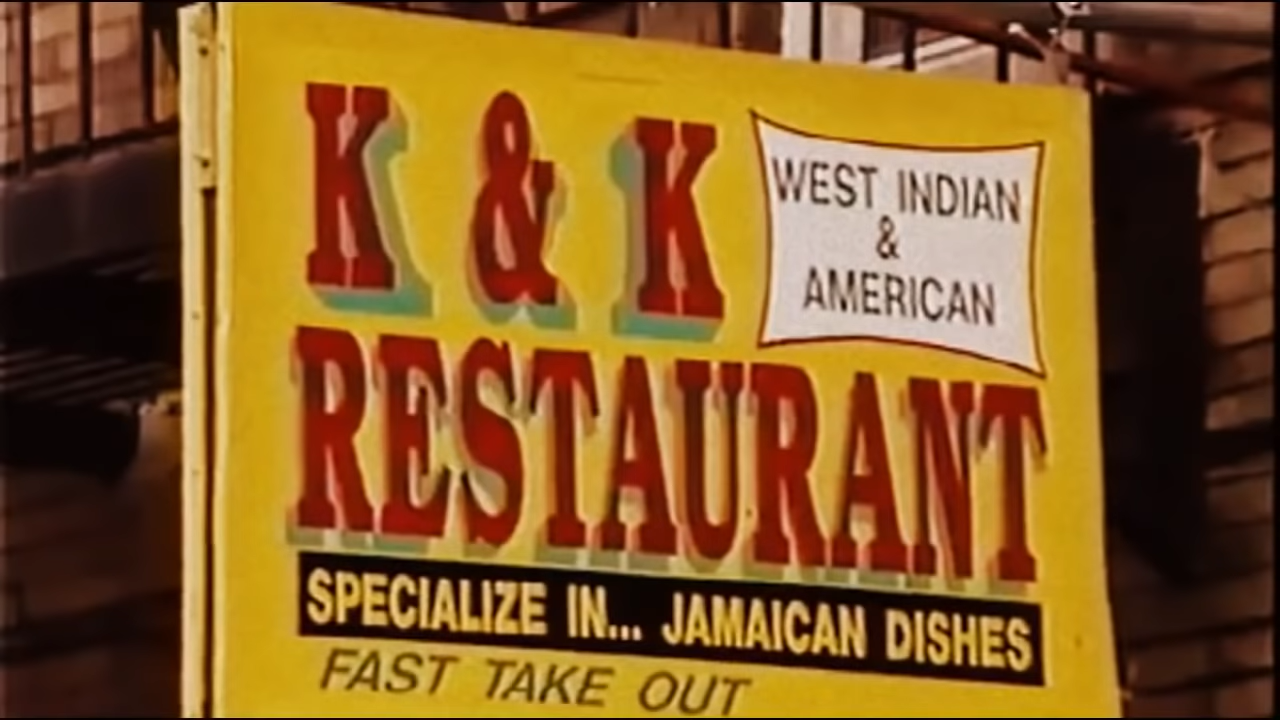 K & K
WEST INDIAN
&
AMERICAN
RESTAURANT
SPECIALIZE IN... JAMAICAN DISHES
FAST TAKE OUT